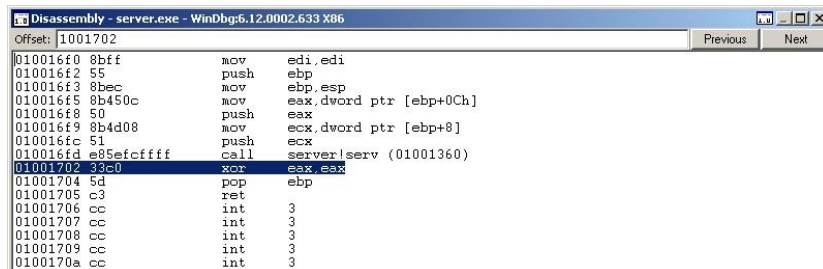 Disassembly - server.exe - WinDbg:6.12.0002.633 X86
Offset: 1001702 Previous Next
010016f0 8bff mov edi,edi
010016f2 55 push ebp
010016f3 8bec mov ebp,esp
010016f5 8b450c mov eax,dword ptr [ebp+0Ch]
010016f8 50 push eax
010016f9 8b4d08 mov ecx,dword ptr [ebp+8]
010016fc 51 push ecx
010016fd e85efcffff call server!serv (01001360)
01001702 33c0 xor eax,eax
01001704 5d pop ebp
01001705 c3 ret
01001706 cc int 3
01001707 cc int 3
01001708 cc int 3
01001709 cc int 3
0100170a cc int 3